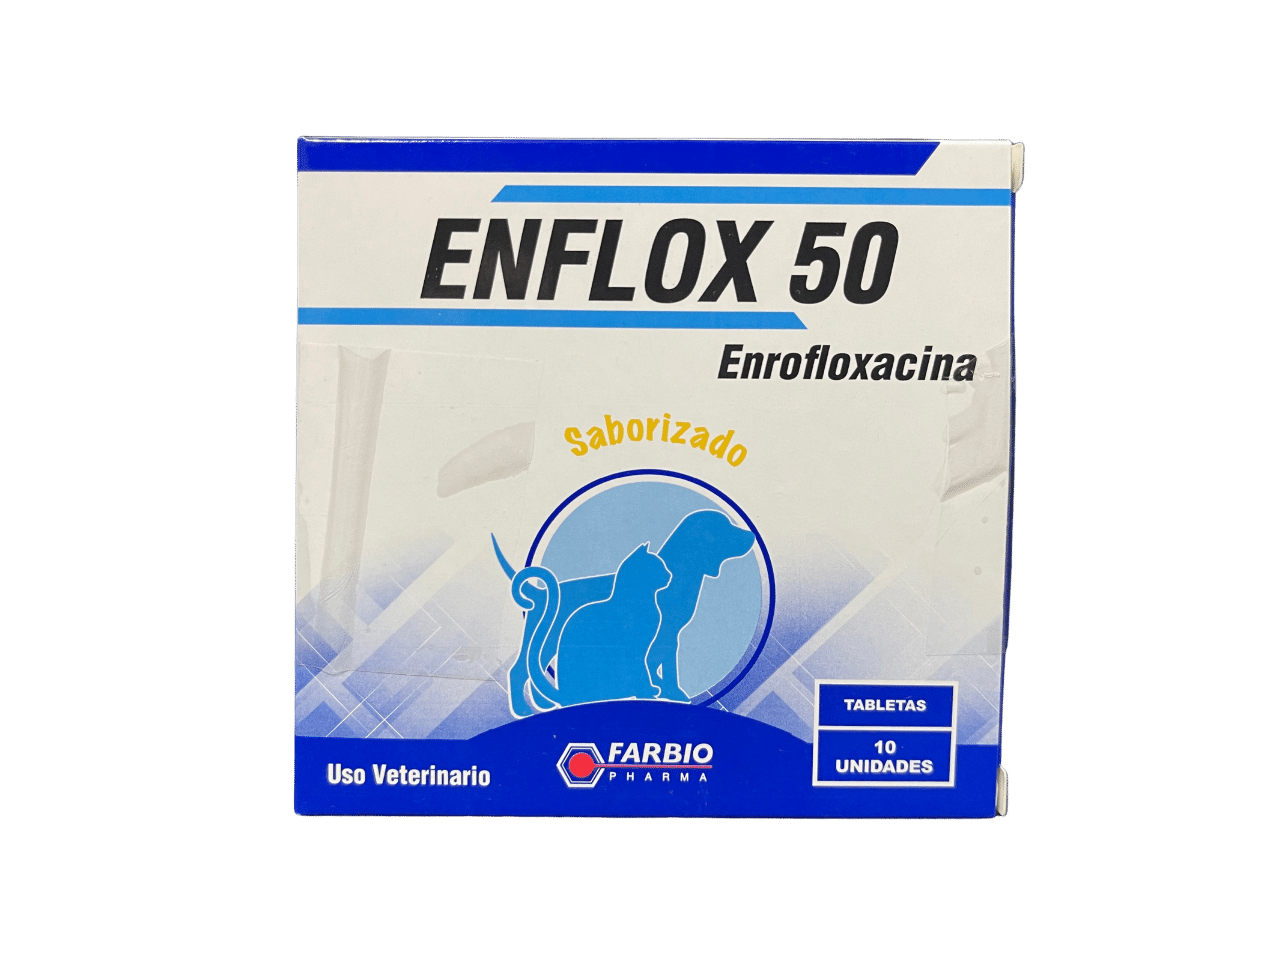 ENFLOX 50
Enrofloxacina
Saborizado
TABLETAS
10
UNIDADES
Uso Veterinario
FARBIO
PHARMA